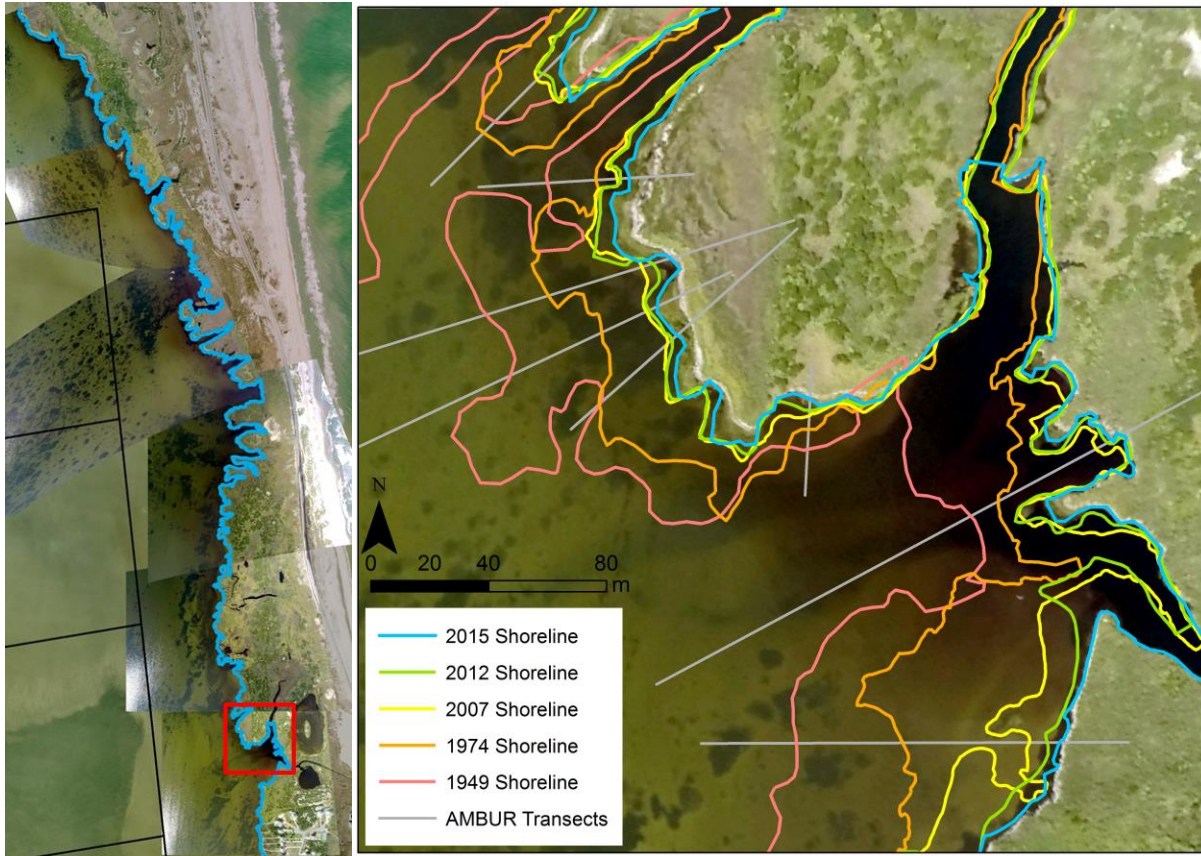 N
0 20 40 80
m
2015 Shoreline
2012 Shoreline
2007 Shoreline
1974 Shoreline
1949 Shoreline
AMBUR Transects